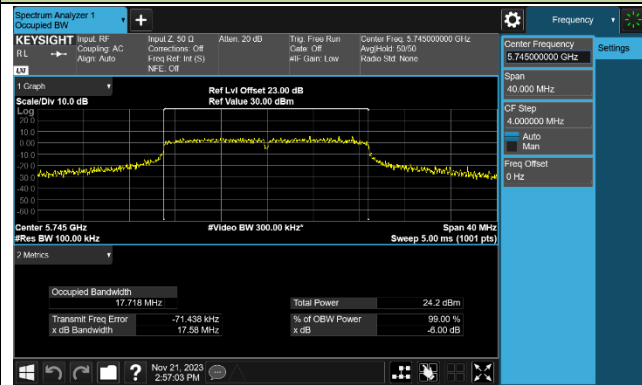 Spectrum Analyzer 1
Occupied BW
Frequency
KEYSIGHT
RL
LXI
Input: RF
Coupling: AC
Align: Auto
Input Z: 50 Ω
Corrections: Off
Freq Ref: Int (S)
NFE: Off
Atten: 20 dB
Trig: Free Run
Gate: Off
#IF Gain: Low
Center Freq: 5.745000000 GHz
Avg|Hold: 50/50
Radio Std: None
Center Frequency
5.745000000 GHz
Settings
Span
40.000 MHz
CF Step
4.000000 MHz
Auto
Man
Freq Offset
0 Hz
1 Graph
Scale/Div 10.0 dB
Ref Lvl Offset 23.00 dB
Ref Value 30.00 dBm
Log
20.0
10.0
0.00
-10.0
-20.0
-30.0
-40.0
-50.0
-60.0
Center 5.745 GHz
#Video BW 300.00 kHz*
Span 40 MHz
#Res BW 100.00 kHz
Sweep 5.00 ms (1001 pts)
2 Metrics
Occupied Bandwidth
17.718 MHz
Total Power 24.2 dBm
Transmit Freq Error -71.438 kHz
% of OBW Power 99.00 %
x dB Bandwidth 17.58 MHz
x dB -6.00 dB
?
Nov 21, 2023
2:57:03 PM